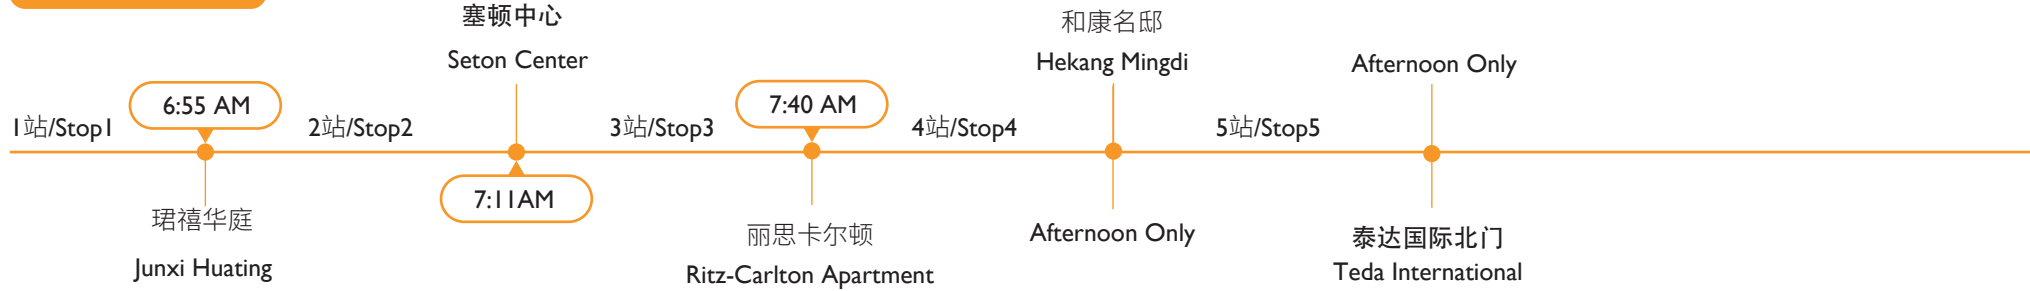 1站/Stop1
6:55 AM
珺禧华庭
Junxi Huating
2站/Stop2
塞顿中心
Seton Center
7:11AM
3站/Stop3
7:40 AM
丽思卡尔顿
Ritz-Carlton Apartment
4站/Stop4
和康名邸
Hekang Mingdi
Afternoon Only
5站/Stop5
Afternoon Only
泰达国际北门
Teda International